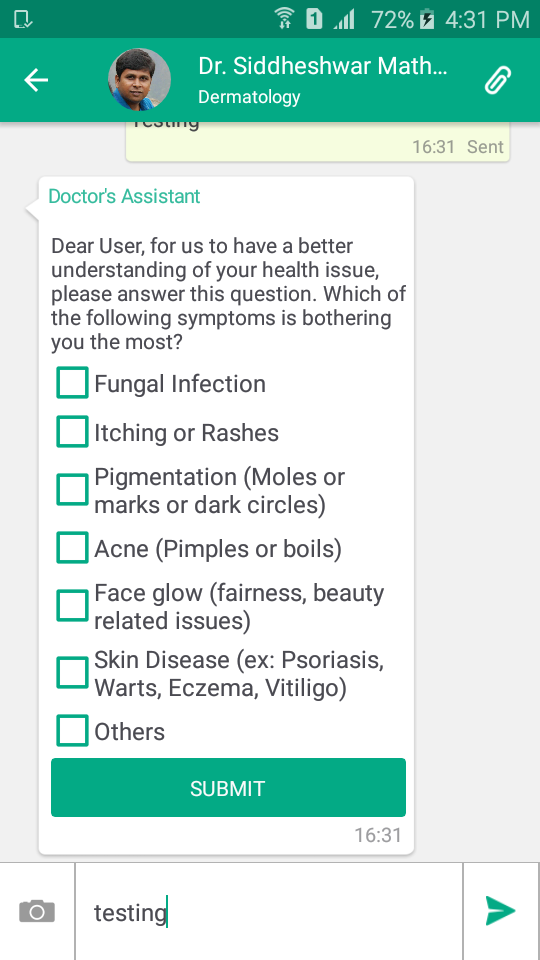 1 72% 4:31 PM
Dr. Siddheshwar Math...
Dermatology
Testing
16:31 Sent
Doctor's Assistant
Dear User, for us to have a better
understanding of your health issue,
please answer this question. Which of
the following symptoms is bothering
you the most?
Fungal Infection
Itching or Rashes
Pigmentation (Moles or
marks or dark circles)
Acne (Pimples or boils)
Face glow (fairness, beauty
related issues)
Skin Disease (ex: Psoriasis,
Warts, Eczema, Vitiligo)
Others
SUBMIT
16:31
testing